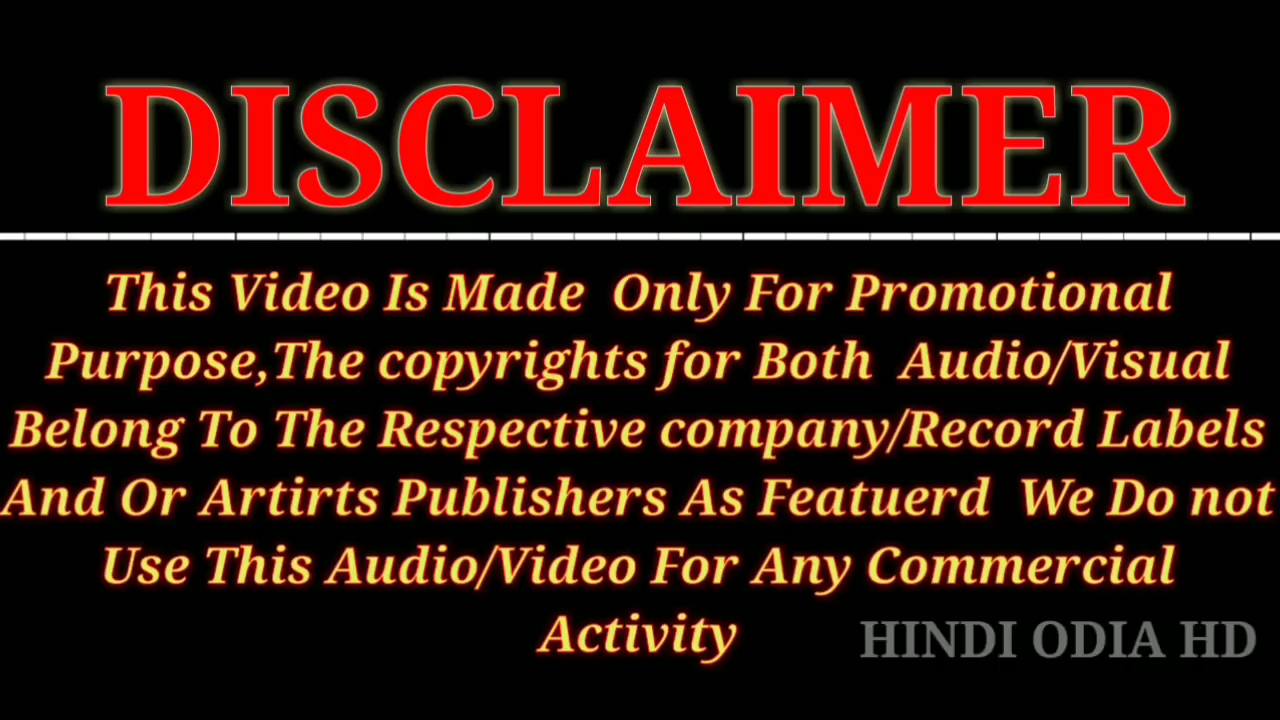 DISCLAIMER
This Video Is Made Only For Promotional
Purpose,The copyrights for Both Audio/Visual
Belong To The Respective company/Record Labels
And Or Artirts Publishers As Featuerd We Do not
Use This Audio/Video For Any Commercial
Activity
HINDI ODIA HD